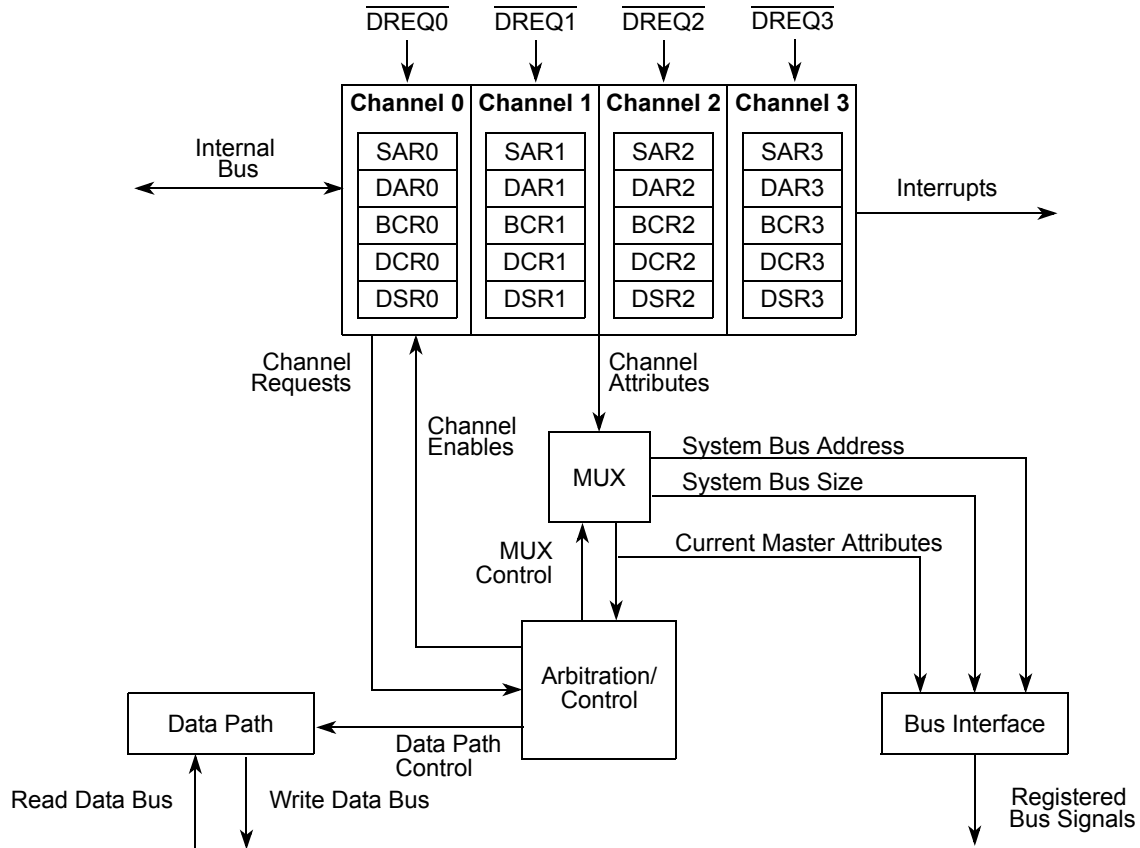 DREQ0 DREQ1 DREQ2 DREQ3
Channel 0 Channel 1 Channel 2 Channel 3
SAR0 SAR1 SAR2 SAR3
Internal
Bus
DAR0 DAR1 DAR2 DAR3
Interrupts
BCR0 BCR1 BCR2 BCR3
DCR0 DCR1 DCR2 DCR3
DSR0 DSR1 DSR2 DSR3
Channel
Requests
Channel
Attributes
Channel
Enables
System Bus Address
MUX
System Bus Size
Current Master Attributes
MUX
Control
Arbitration/
Control
Data Path
Bus Interface
Data Path
Control
Read Data Bus
Write Data Bus
Registered
Bus Signals